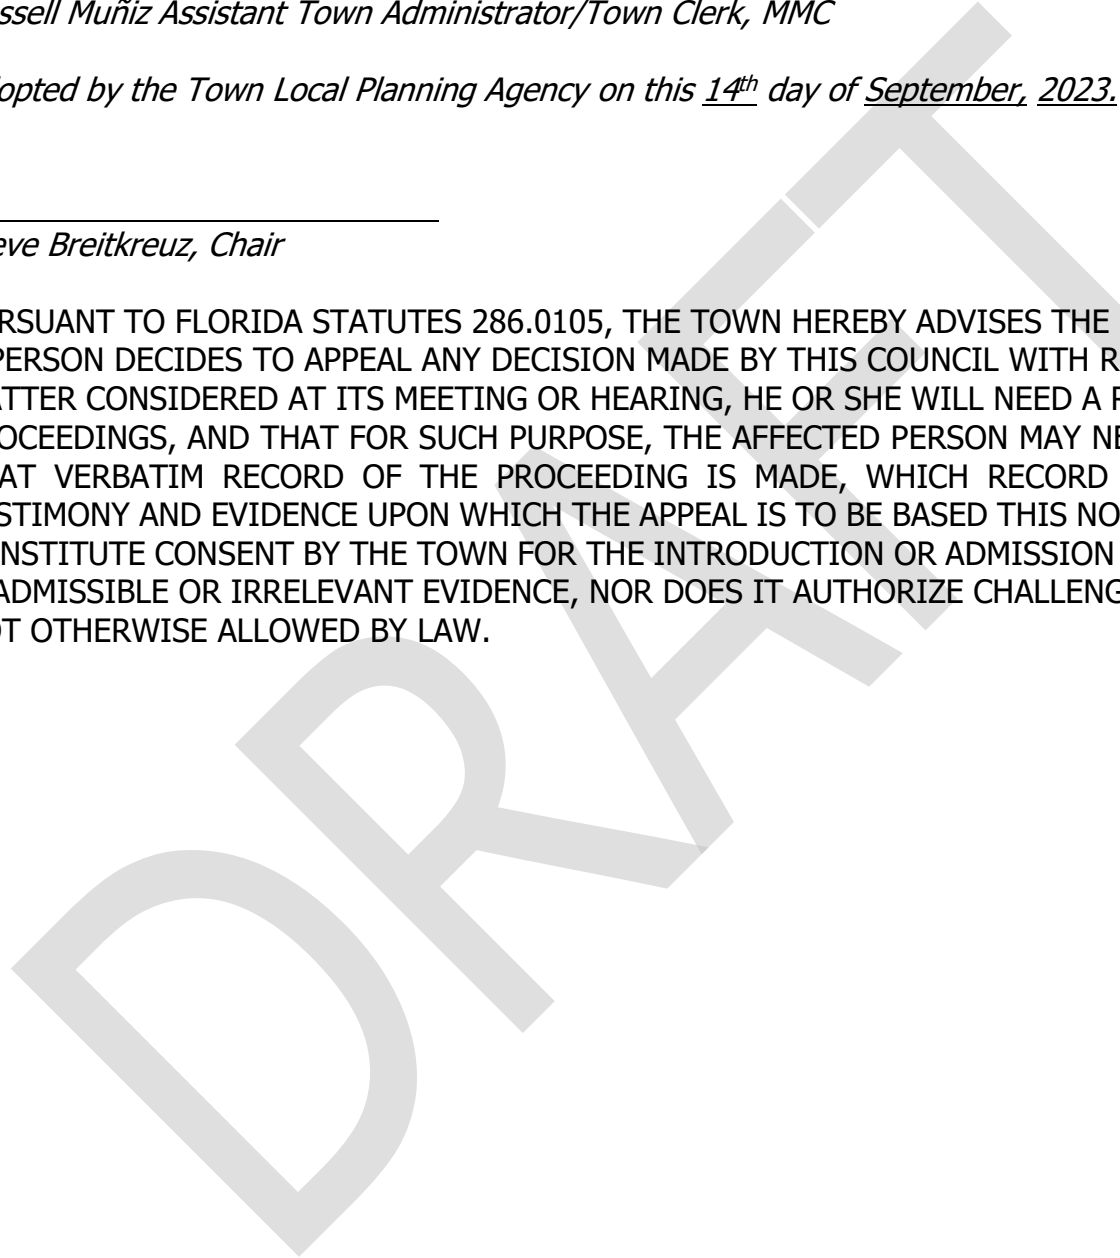 ssell Muñiz Assistant Town Administrator/Town Clerk, MMC
opted by the Town Local Planning Agency on this 14th day of September, 2023.
eve Breitkreuz, Chair
RSUANT TO FLORIDA STATUTES 286.0105, THE TOWN HEREBY ADVISES THE
PERSON DECIDES TO APPEAL ANY DECISION MADE BY THIS COUNCIL WITH R
ATTER CONSIDERED AT ITS MEETING OR HEARING, HE OR SHE WILL NEED A
OCEEDINGS, AND THAT FOR SUCH PURPOSE, THE AFFECTED PERSON MAY NE
AT VERBATIM RECORD OF THE PROCEEDING IS MADE, WHICH RECORD
STIMONY AND EVIDENCE UPON WHICH THE APPEAL IS TO BE BASED THIS NO
NSTITUTE CONSENT BY THE TOWN FOR THE INTRODUCTION OR ADMISSION
ADMISSIBLE OR IRRELEVANT EVIDENCE, NOR DOES IT AUTHORIZE CHALLENG
OT OTHERWISE ALLOWED BY LAW.
DRAFT